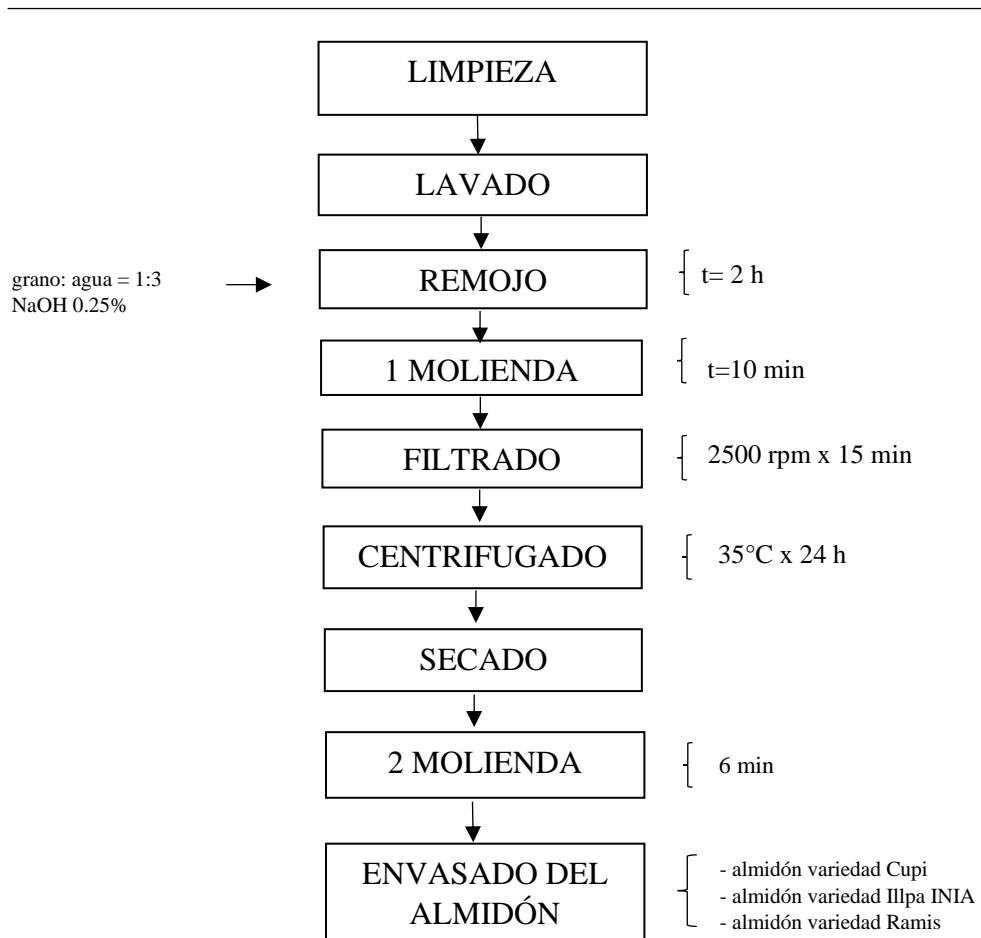 LIMPIEZA
LAVADO
grano: agua = 1:3
NaOH 0.25%
REMOJO
t= 2 h
1 MOLIENDA
t=10 min
FILTRADO
2500 rpm x 15 min
CENTRIFUGADO
35°C x 24 h
SECADO
2 MOLIENDA
6 min
ENVASADO DEL
ALMIDÓN
- almidón variedad Cupi
- almidón variedad Illpa INIA
- almidón variedad Ramis